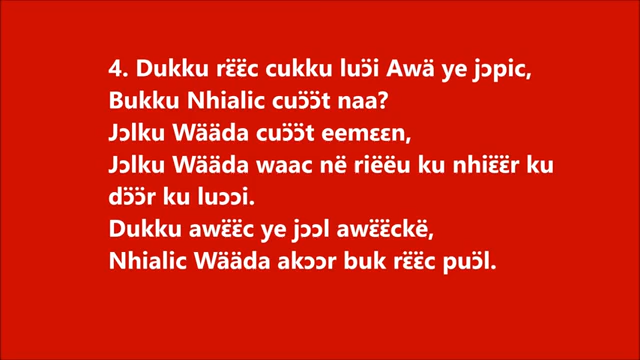 4. Dukku rɛ̈ɛ̈c cukku luɔ̈i Awä ye jɔpic,
Bukku Nhialic cuɔ̈ɔ̈t naa?
Jɔlku Wääda cuɔ̈ɔ̈t eemɛɛn,
Jɔlku Wääda waac në riëëu ku nhiɛ̈ɛ̈r ku
dɔ̈ɔ̈r ku luɔɔi.
Dukku awɛ̈ɛ̈c ye jɔɔl awɛ̈ɛ̈ckë,
Nhialic Wääda akɔɔr buk rɛ̈ɛ̈c puɔ̈l.